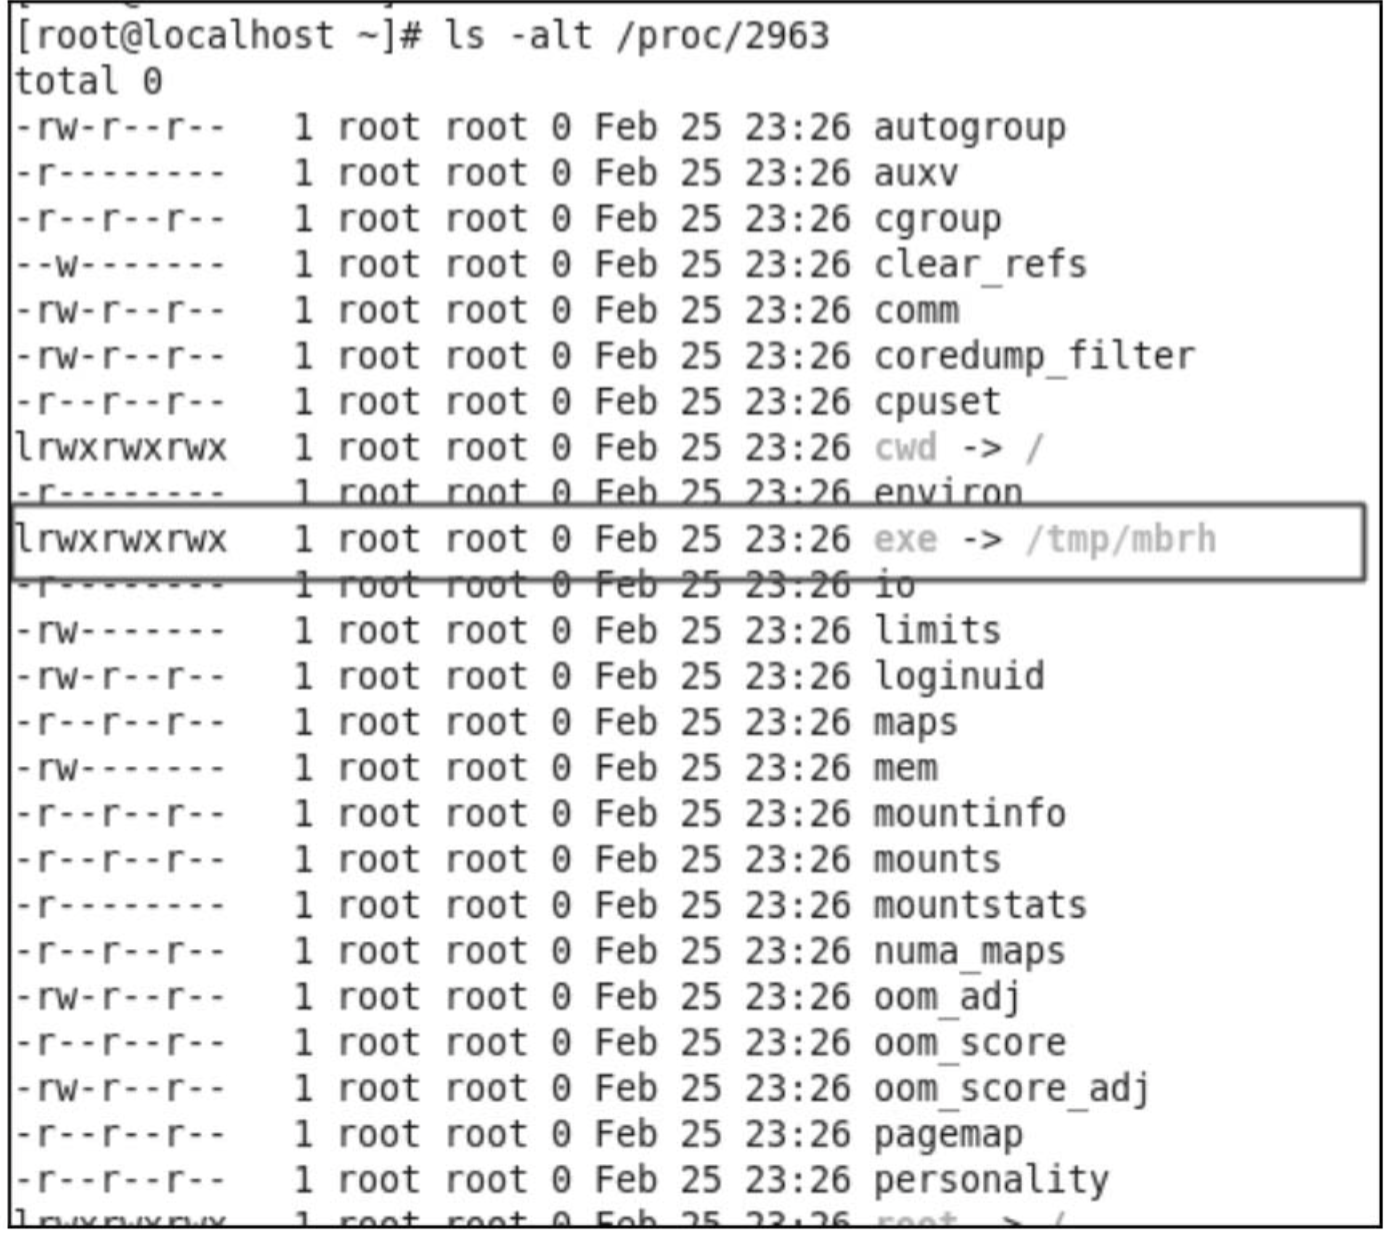 [root@localhost ~]# ls -alt /proc/2963
total 0
-rw-r--r--   1 root root 0 Feb 25 23:26 autogroup
-r--------   1 root root 0 Feb 25 23:26 auxv
-r--r--r--   1 root root 0 Feb 25 23:26 cgroup
--w-------   1 root root 0 Feb 25 23:26 clear_refs
-rw-r--r--   1 root root 0 Feb 25 23:26 comm
-rw-r--r--   1 root root 0 Feb 25 23:26 coredump_filter
-r--r--r--   1 root root 0 Feb 25 23:26 cpuset
lrwxrwxrwx   1 root root 0 Feb 25 23:26 cwd -> /
-r--------   1 root root 0 Feb 25 23:26 environ
lrwxrwxrwx   1 root root 0 Feb 25 23:26 exe -> /tmp/mbrh
-r--------   1 root root 0 Feb 25 23:26 io
-rw-------   1 root root 0 Feb 25 23:26 limits
-rw-r--r--   1 root root 0 Feb 25 23:26 loginuid
-r--r--r--   1 root root 0 Feb 25 23:26 maps
-rw-------   1 root root 0 Feb 25 23:26 mem
-r--r--r--   1 root root 0 Feb 25 23:26 mountinfo
-r--r--r--   1 root root 0 Feb 25 23:26 mounts
-r--------   1 root root 0 Feb 25 23:26 mountstats
-r--r--r--   1 root root 0 Feb 25 23:26 numa_maps
-rw-r--r--   1 root root 0 Feb 25 23:26 oom_adj
-r--r--r--   1 root root 0 Feb 25 23:26 oom_score
-rw-r--r--   1 root root 0 Feb 25 23:26 oom_score_adj
-r--r--r--   1 root root 0 Feb 25 23:26 pagemap
-r--r--r--   1 root root 0 Feb 25 23:26 personality
lrwxrwxrwx   1 root root 0 Feb 25 23:26 root -> /